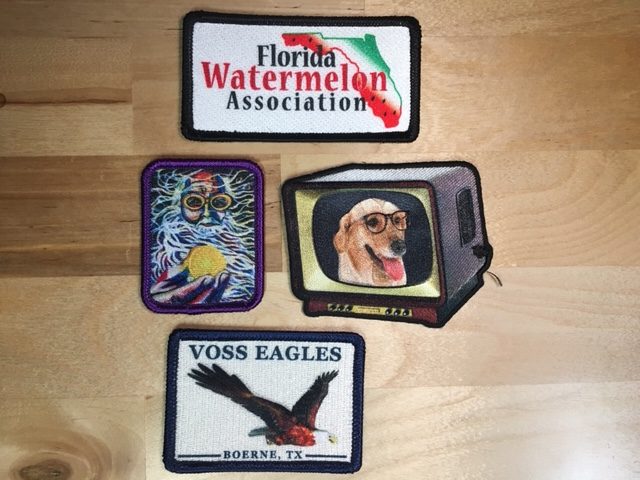 Florida
Watermelon
Association
VOSS EAGLES
BOERNE, TX